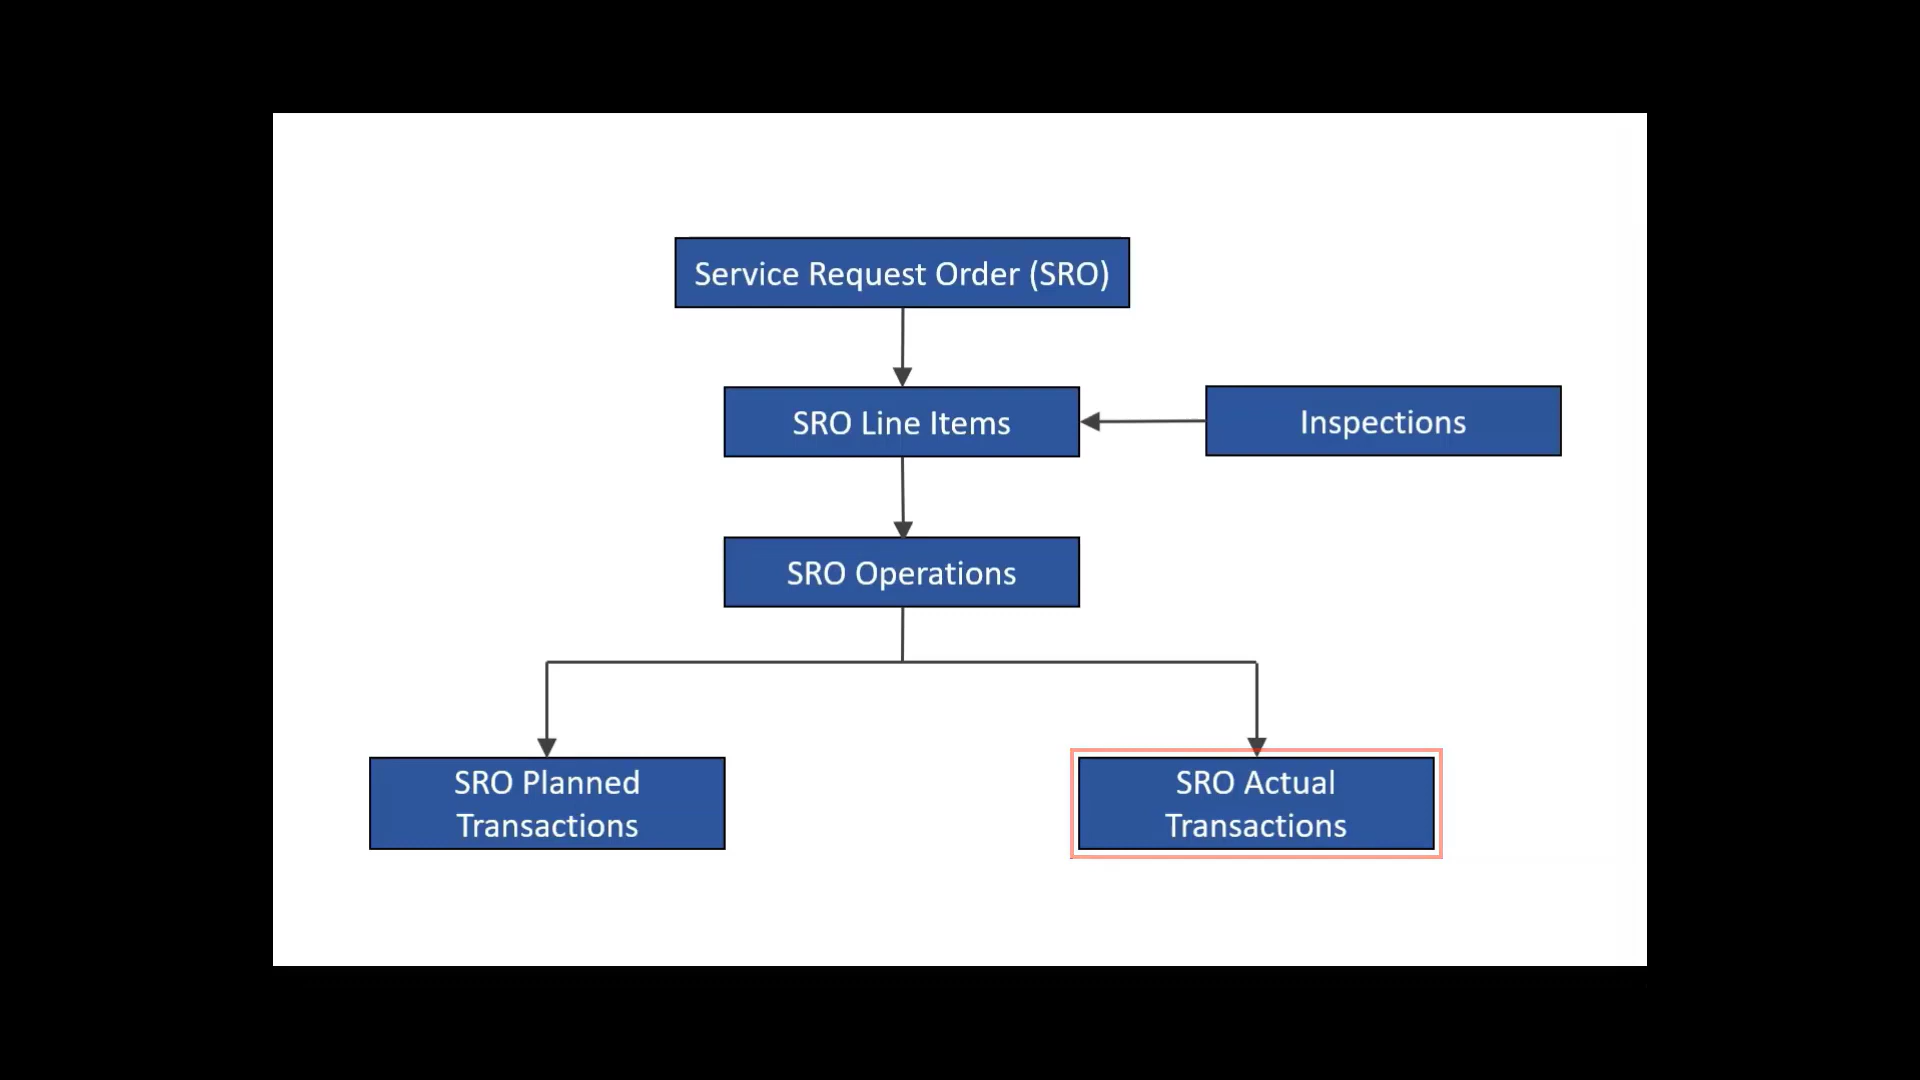 Service Request Order (SRO)
SRO Line Items
Inspections
SRO Operations
SRO Planned
Transactions
SRO Actual
Transactions